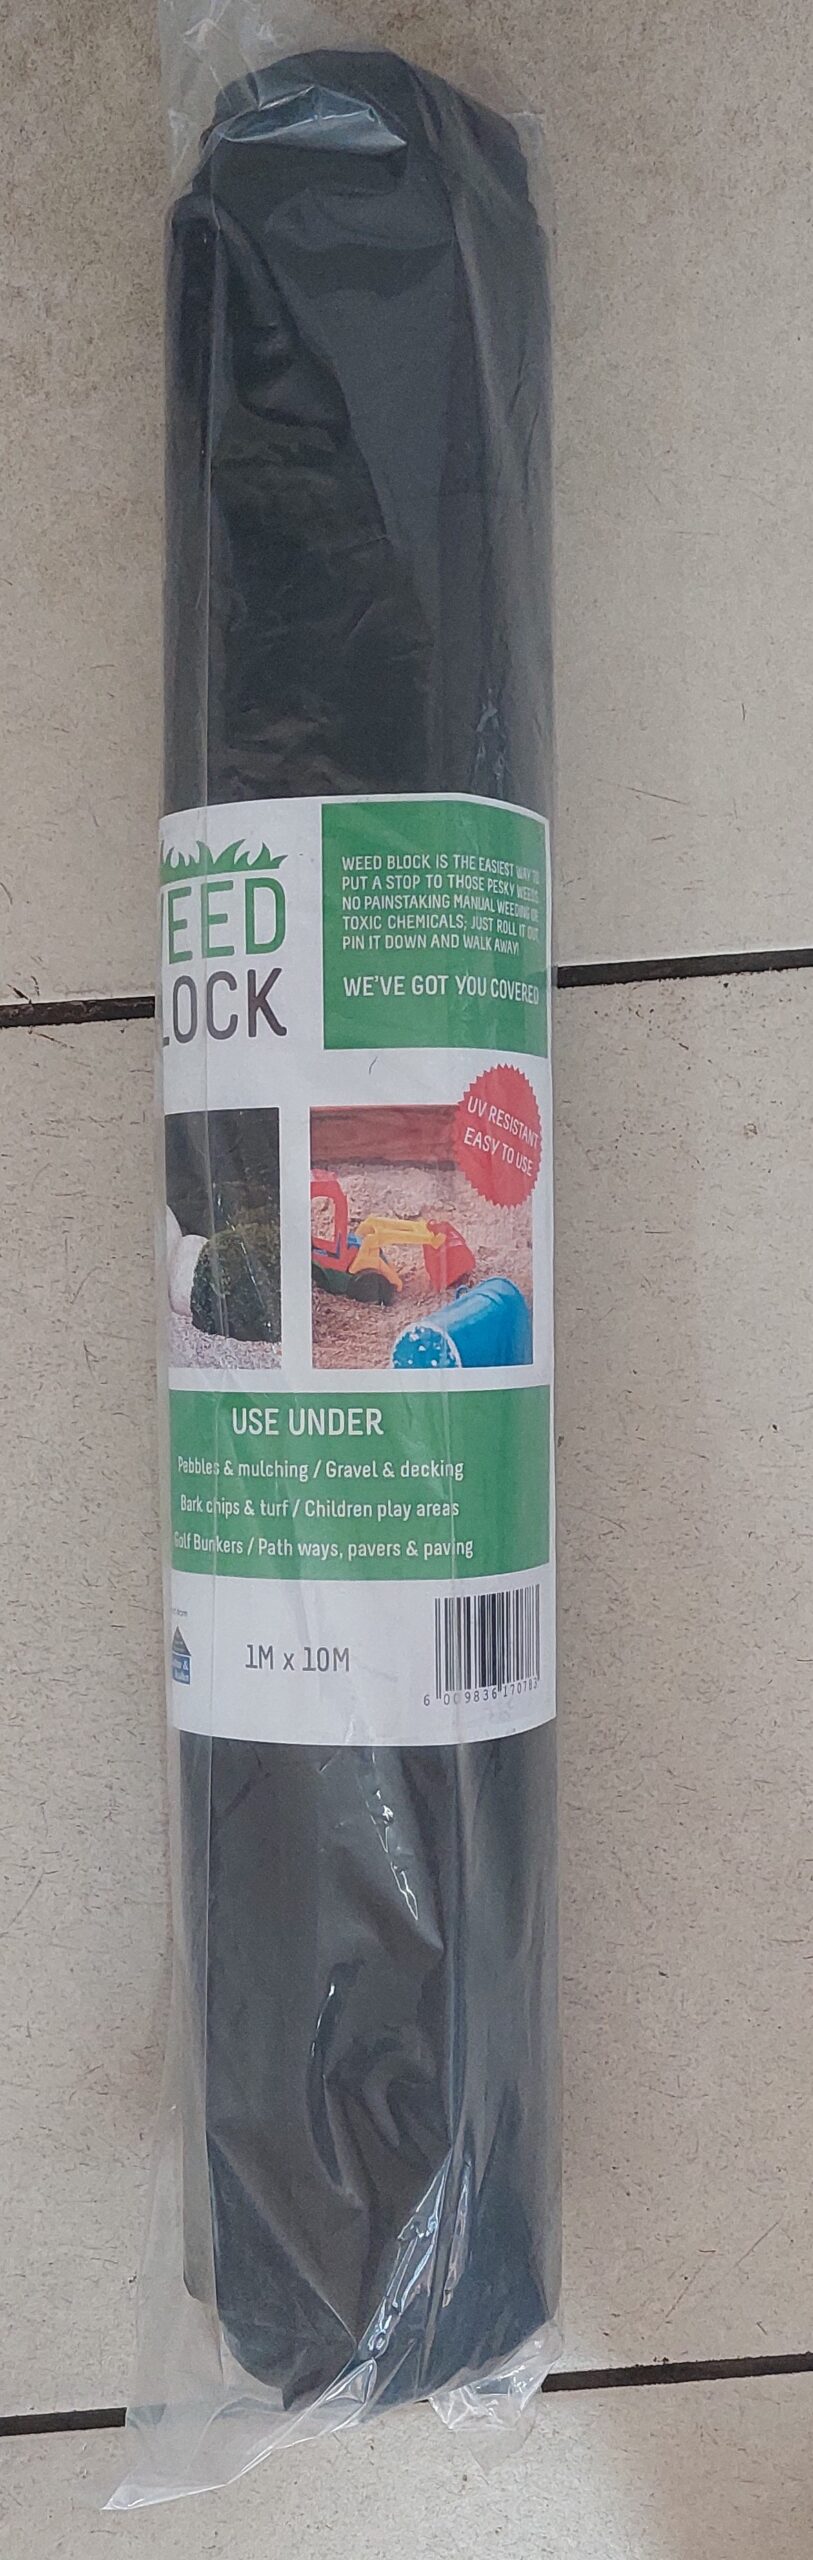 EED
LOCK
WEED BLOCK IS THE EASIEST WAY TO
PUT A STOP TO THOSE PESKY WEEDS.
NO PAINSTAKING MANUAL WEEDING OR
TOXIC CHEMICALS; JUST ROLL IT OUT,
PIN IT DOWN AND WALK AWAY!
WE'VE GOT YOU COVERED
UV RESISTANT
EASY TO USE
USE UNDER
Pebbles & mulching / Gravel & decking
Bark chips & turf / Children play areas
Golf Bunkers / Path ways, pavers & paving
1M x 10M
6 009836 170783